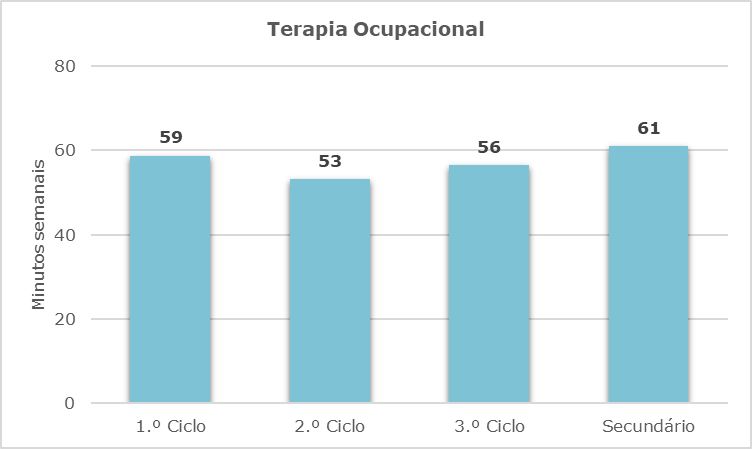 Terapia Ocupacional
Minutos semanais
80
60
40
20
0
59
53
56
61
1.º Ciclo
2.º Ciclo
3.º Ciclo
Secundário